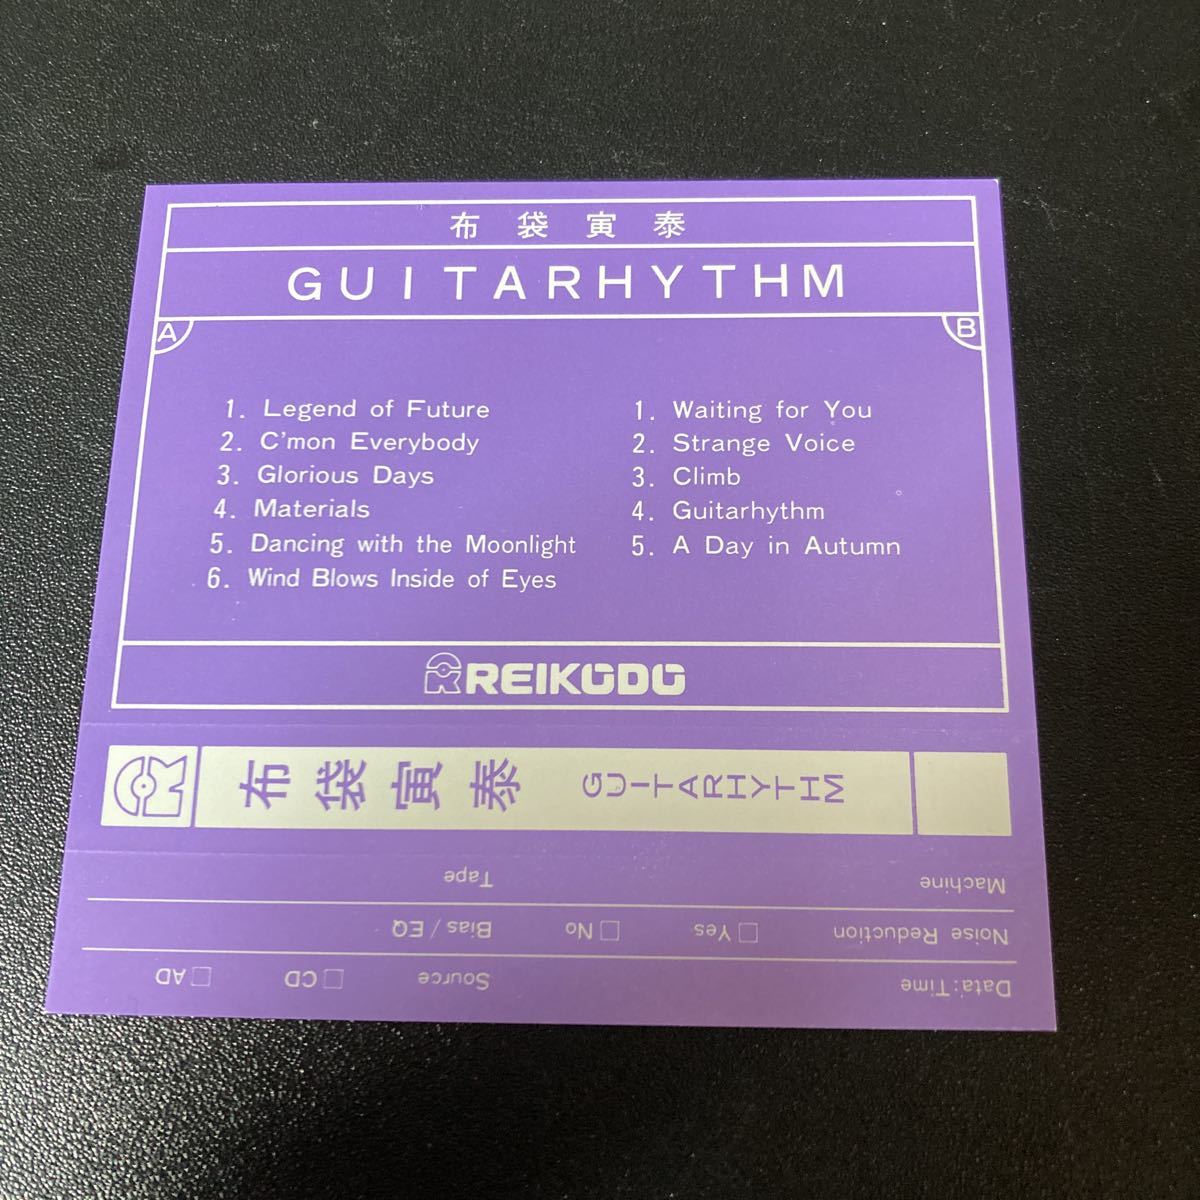 布袋寅泰
GUITARHYTHM
A
B
1. Legend of Future
2. C'mon Everybody
3. Glorious Days
4. Materials
5. Dancing with the Moonlight
6. Wind Blows Inside of Eyes
1. Waiting for You
2. Strange Voice
3. Climb
4. Guitarhythm
5. A Day in Autumn
REIKODO
布袋寅泰 GUITARHYTHM
Data:Time Source □CD □AD
Noise Reduction □Yes □No Bias/EQ
Machine Tape